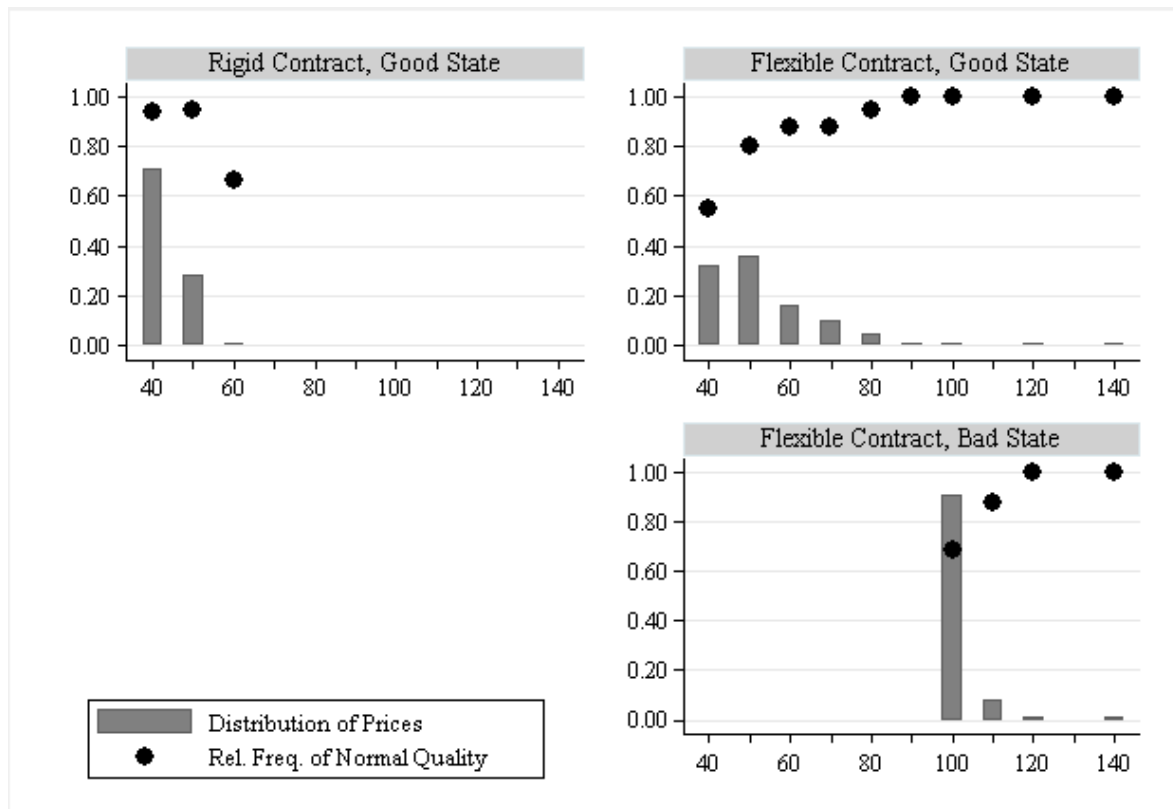 Rigid Contract, Good State
1.00
0.80
0.60
0.40
0.20
0.00
40 60 80 100 120 140
Flexible Contract, Good State
1.00
0.80
0.60
0.40
0.20
0.00
40 60 80 100 120 140
Flexible Contract, Bad State
1.00
0.80
0.60
0.40
0.20
0.00
40 60 80 100 120 140
Distribution of Prices
Rel. Freq. of Normal Quality